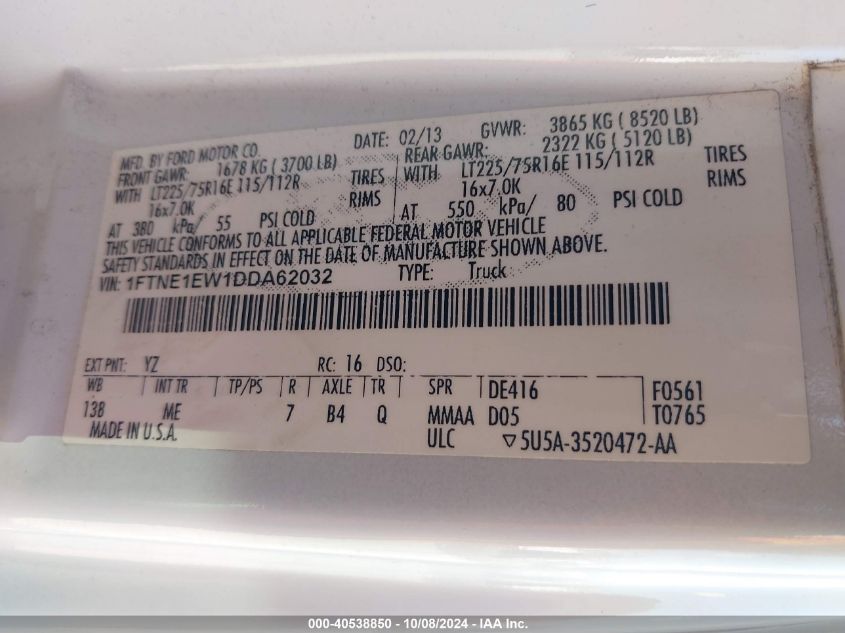 MFD. BY FORD MOTOR CO. DATE: 02/13 GVWR: 3865 KG ( 8520 LB)
FRONT GAWR: 1678 KG ( 3700 LB) REAR GAWR: 2322 KG ( 5120 LB)
WITH LT225/75R16E 115/112R TIRES WITH LT225/75R16E 115/112R TIRES
16x7.0K RIMS 16x7.0K RIMS
AT 380 kPa/ 55 PSI COLD AT 550 kPa/ 80 PSI COLD
THIS VEHICLE CONFORMS TO ALL APPLICABLE FEDERAL MOTOR VEHICLE
SAFETY STANDARDS IN EFFECT ON THE DATE OF MANUFACTURE SHOWN ABOVE.
VIN: 1FTNE1EW1DDA62032 TYPE: Truck
EXT PNT: YZ RC: 16 DSO:
WB INT TR TP/PS R AXLE TR SPR DE416 F0561
138 ME 7 B4 Q MMAA D05 T0765
MADE IN U.S.A. ULC ▽5U5A-3520472-AA
000-40538850 - 10/08/2024 - IAA Inc.